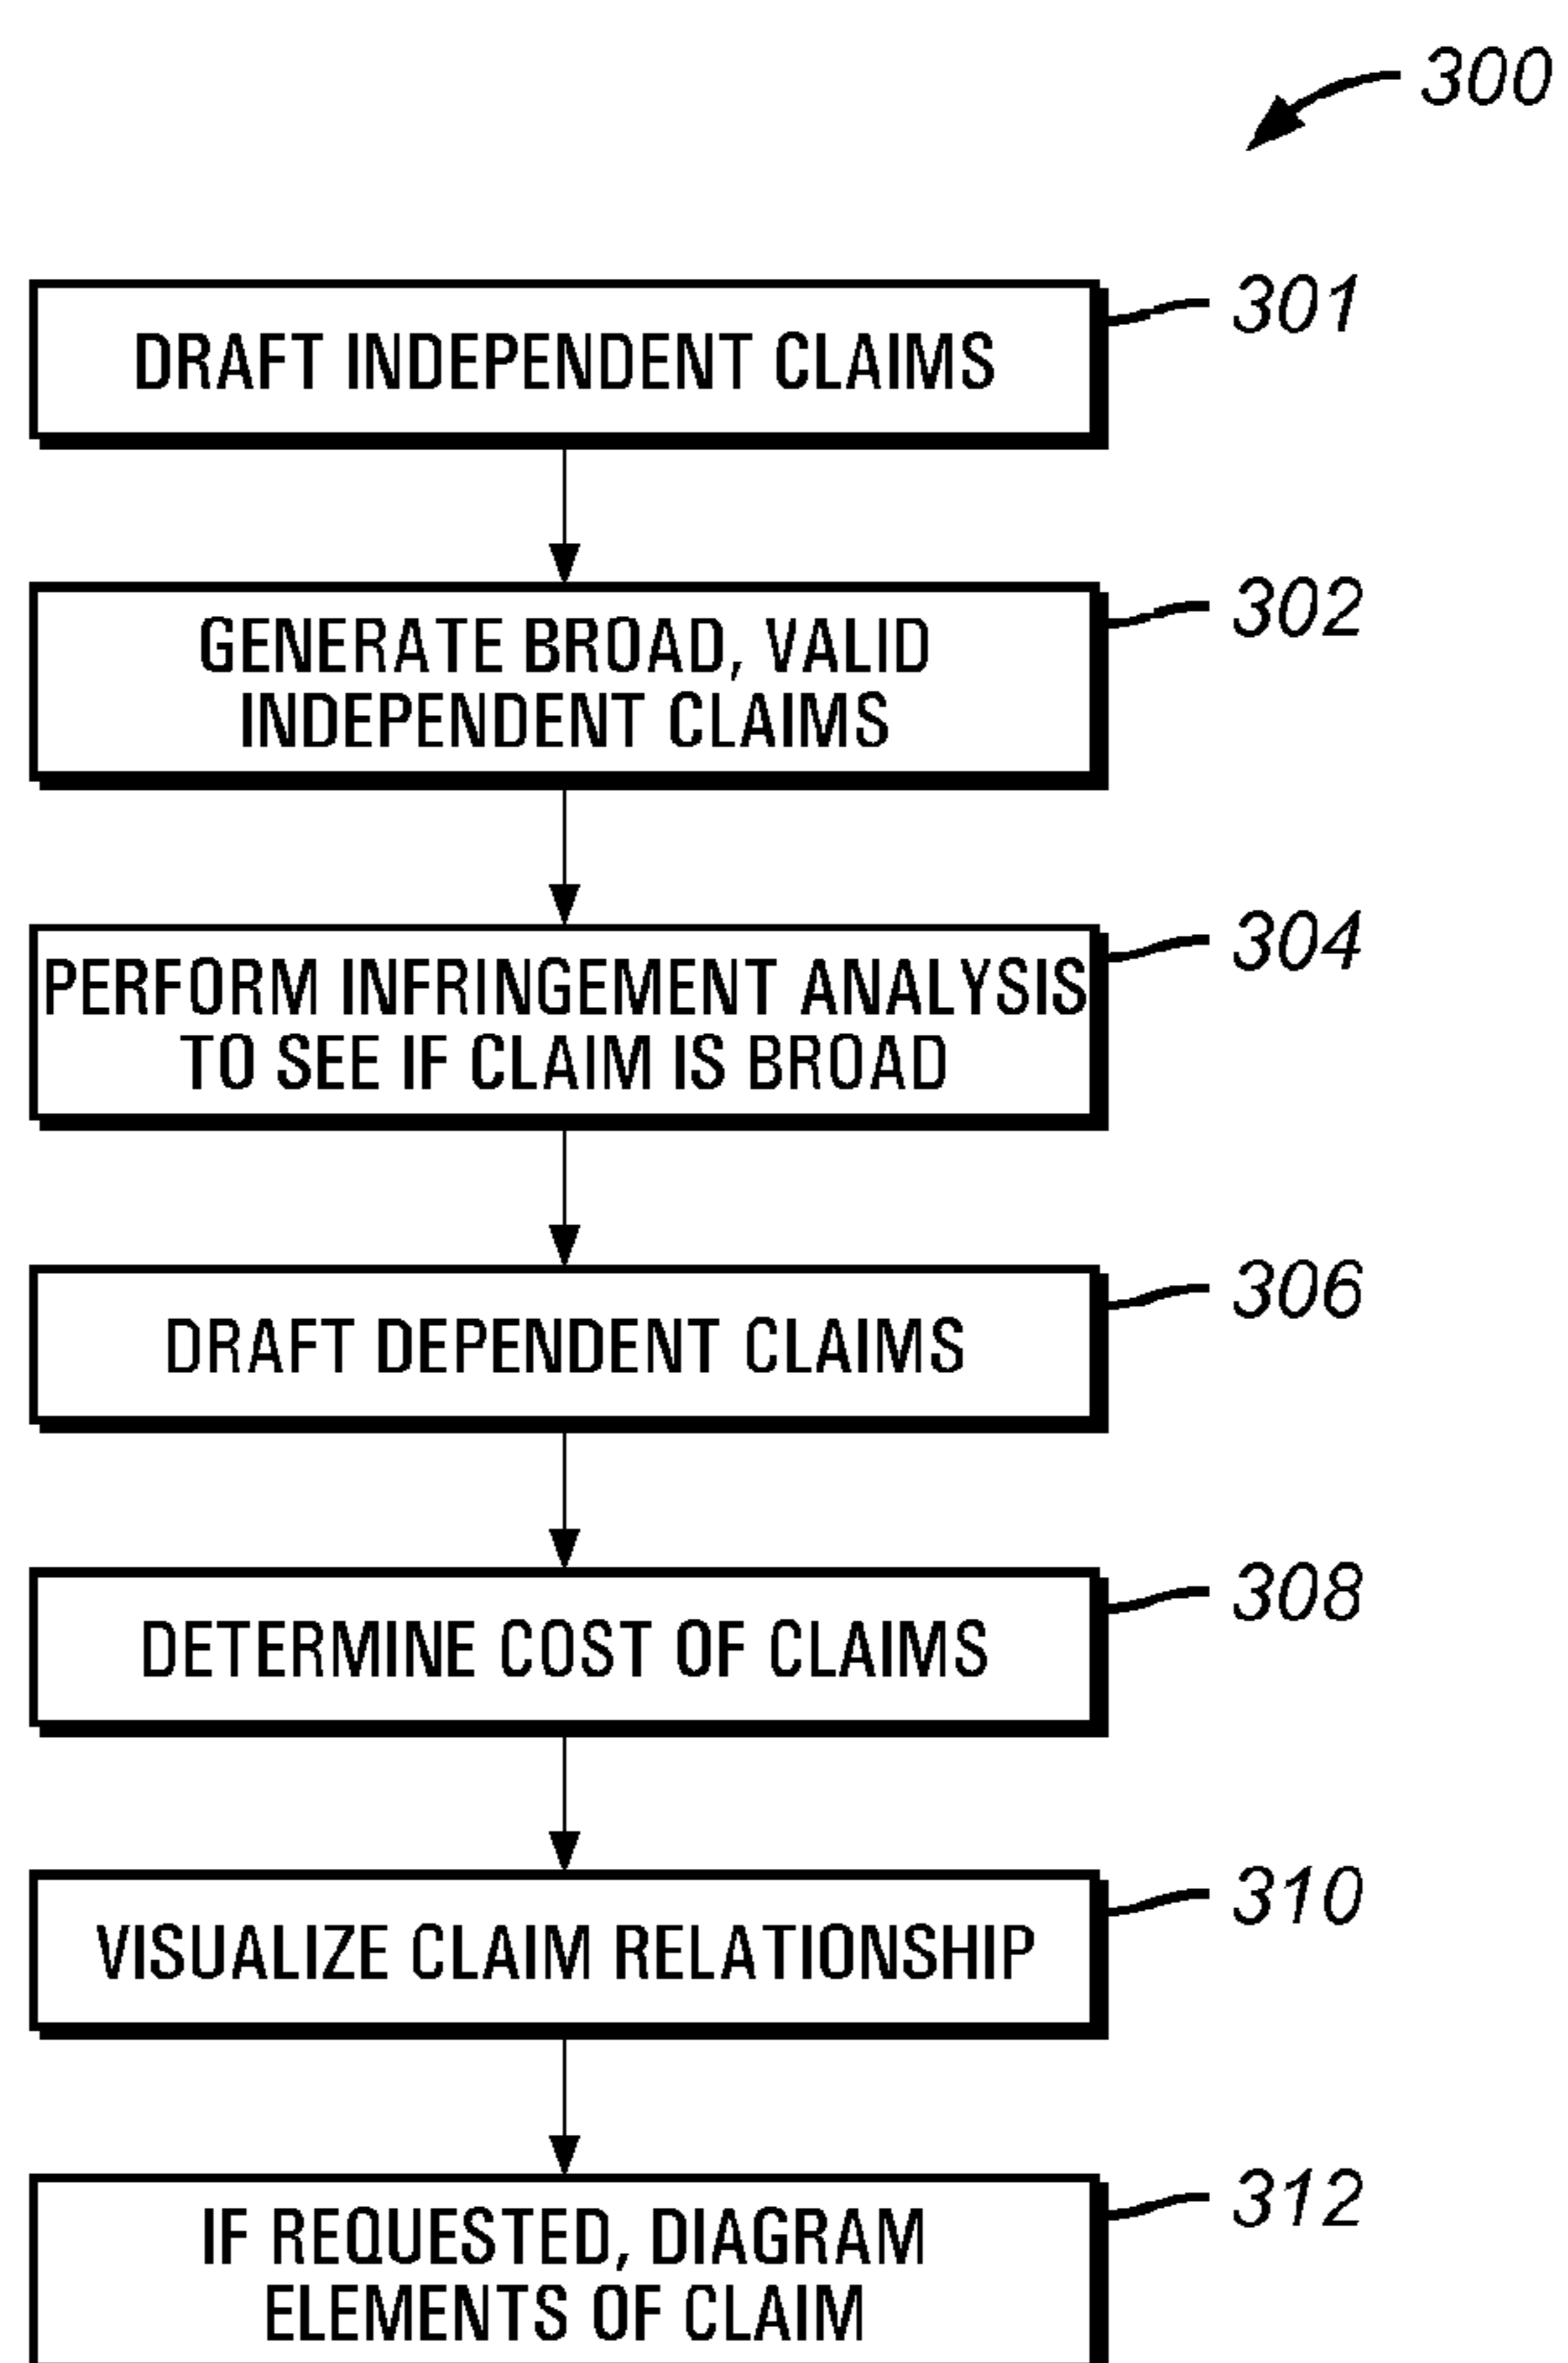 300
301
DRAFT INDEPENDENT CLAIMS
302
GENERATE BROAD, VALID
INDEPENDENT CLAIMS
304
PERFORM INFRINGEMENT ANALYSIS
TO SEE IF CLAIM IS BROAD
306
DRAFT DEPENDENT CLAIMS
308
DETERMINE COST OF CLAIMS
310
VISUALIZE CLAIM RELATIONSHIP
312
IF REQUESTED, DIAGRAM
ELEMENTS OF CLAIM